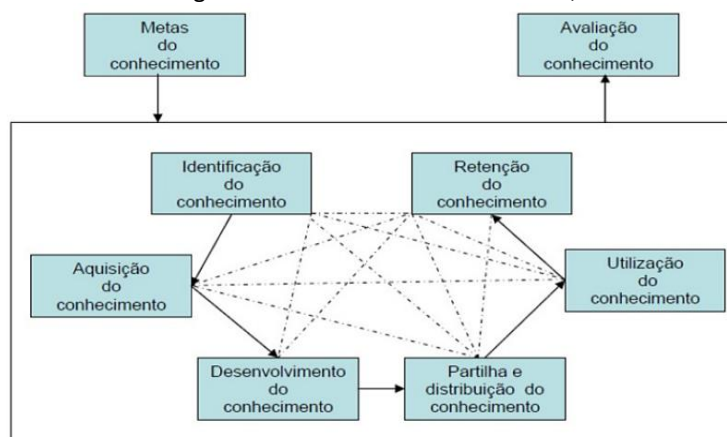 Metas
do
conhecimento
Avaliação
do
conhecimento
Identificação
do
conhecimento
Retenção
do
conhecimento
Aquisição
do
conhecimento
Utilização
do
conhecimento
Desenvolvimento
do
conhecimento
Partilha e
distribuição do
conhecimento